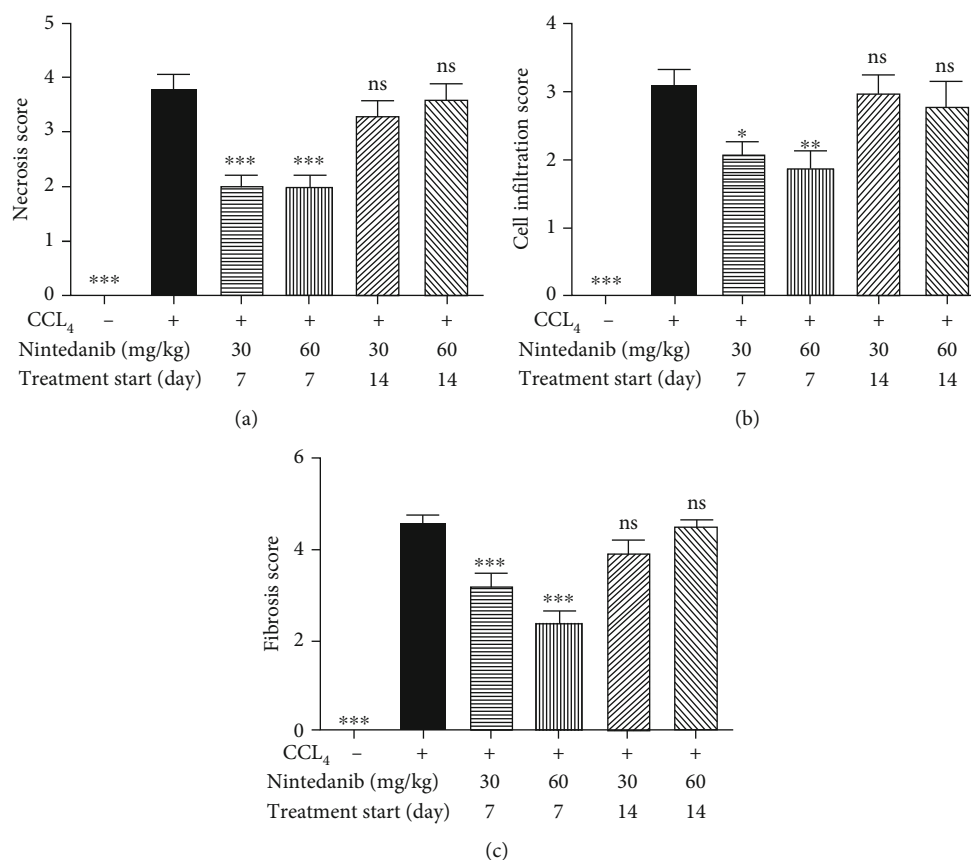 5
4
3
2
1
0
Necrosis score
***
***
***
ns
ns
CCL4 – + + + + +
Nintedanib (mg/kg) 30 60 30 60
Treatment start (day) 7 7 14 14
(a)
4
3
2
1
0
Cell infiltration score
***
*
**
ns
ns
CCL4 – + + + + +
Nintedanib (mg/kg) 30 60 30 60
Treatment start (day) 7 7 14 14
(b)
6
4
2
0
Fibrosis score
***
***
***
ns
ns
CCL4 – + + + + +
Nintedanib (mg/kg) 30 60 30 60
Treatment start (day) 7 7 14 14
(c)